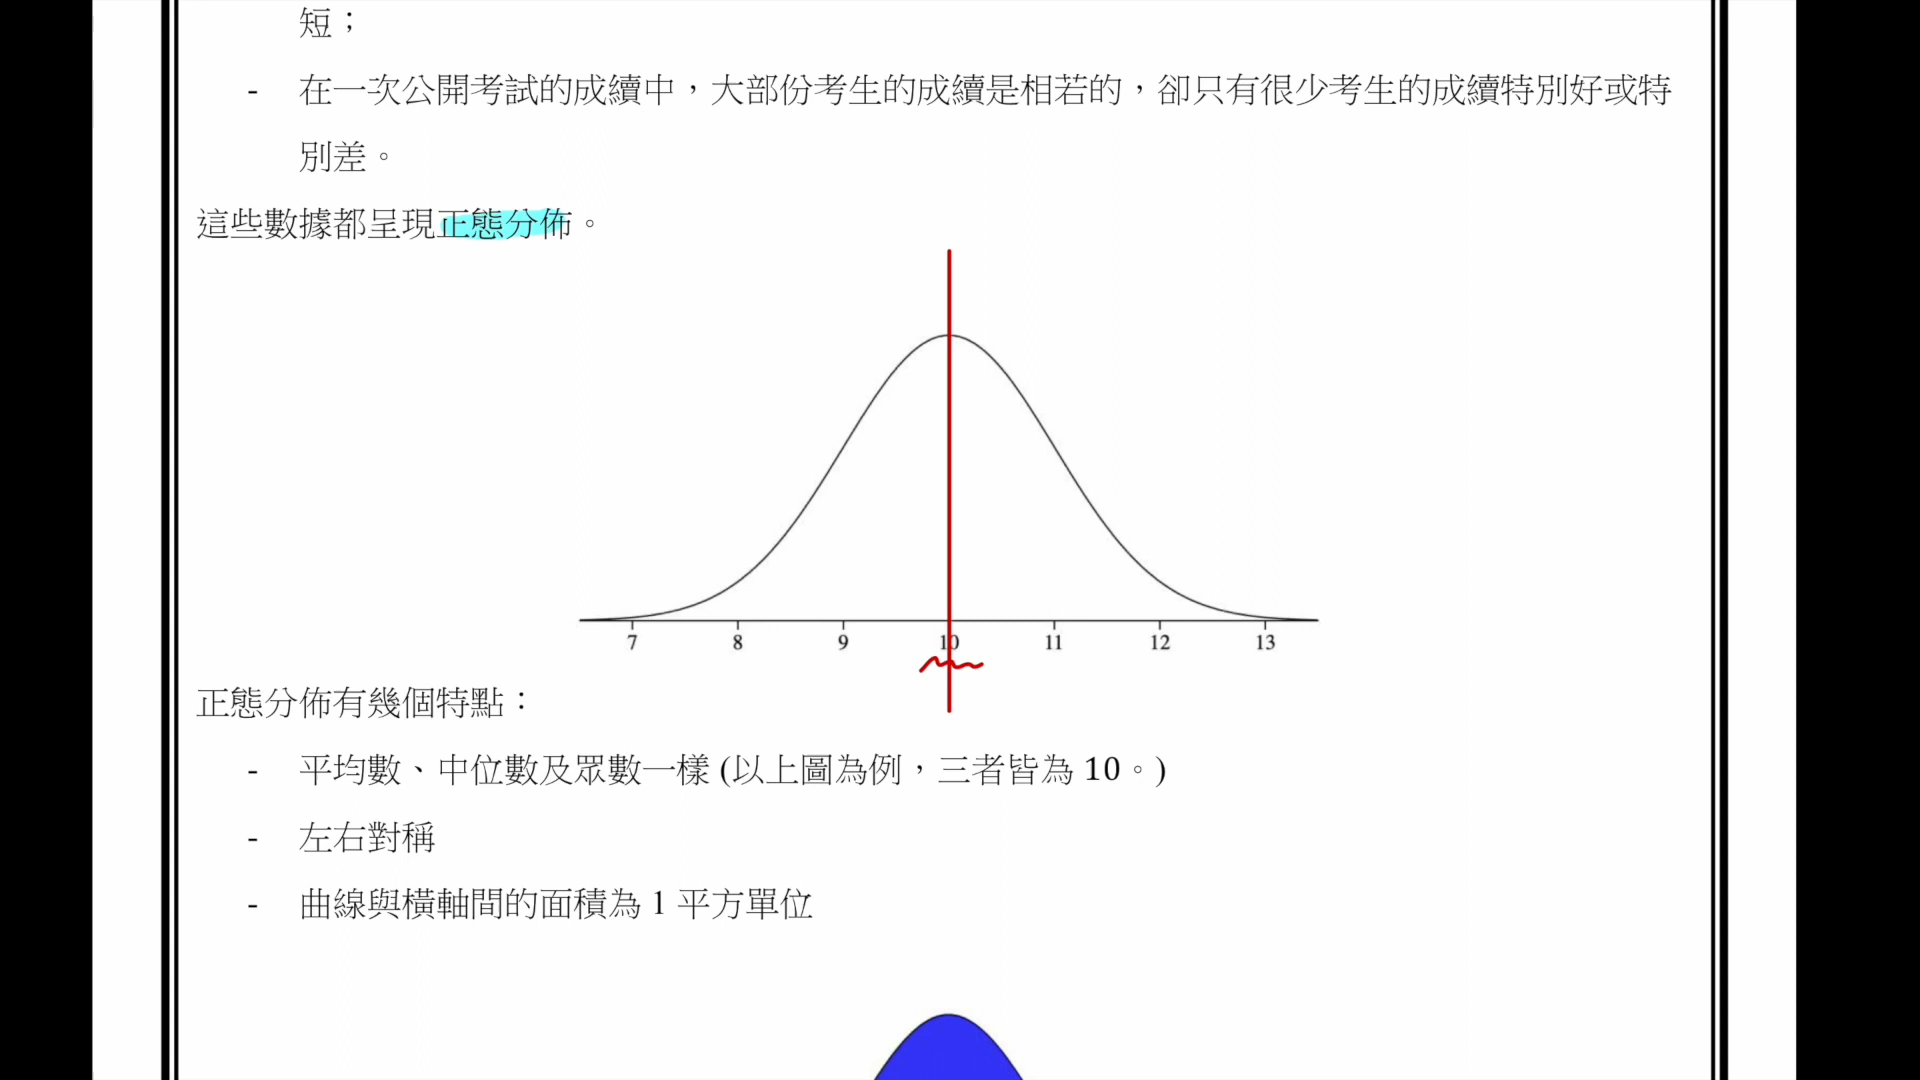 短；
- 在一次公開考試的成績中，大部份考生的成績是相若的，卻只有很少考生的成績特別好或特
別差。
這些數據都呈現正態分佈。
7 8 9 10 11 12 13
正態分佈有幾個特點：
- 平均數、中位數及眾數一樣 (以上圖為例，三者皆為 10。)
- 左右對稱
- 曲線與橫軸間的面積為 1 平方單位